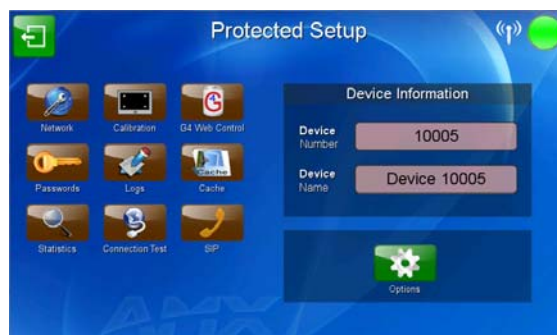 Protected Setup
Network
Calibration
G4 Web Control
Passwords
Logs
Cache
Cache
Statistics
Connection Test
SIP
Device Information
Device
Number
10005
Device
Name
Device 10005
Options
AMX